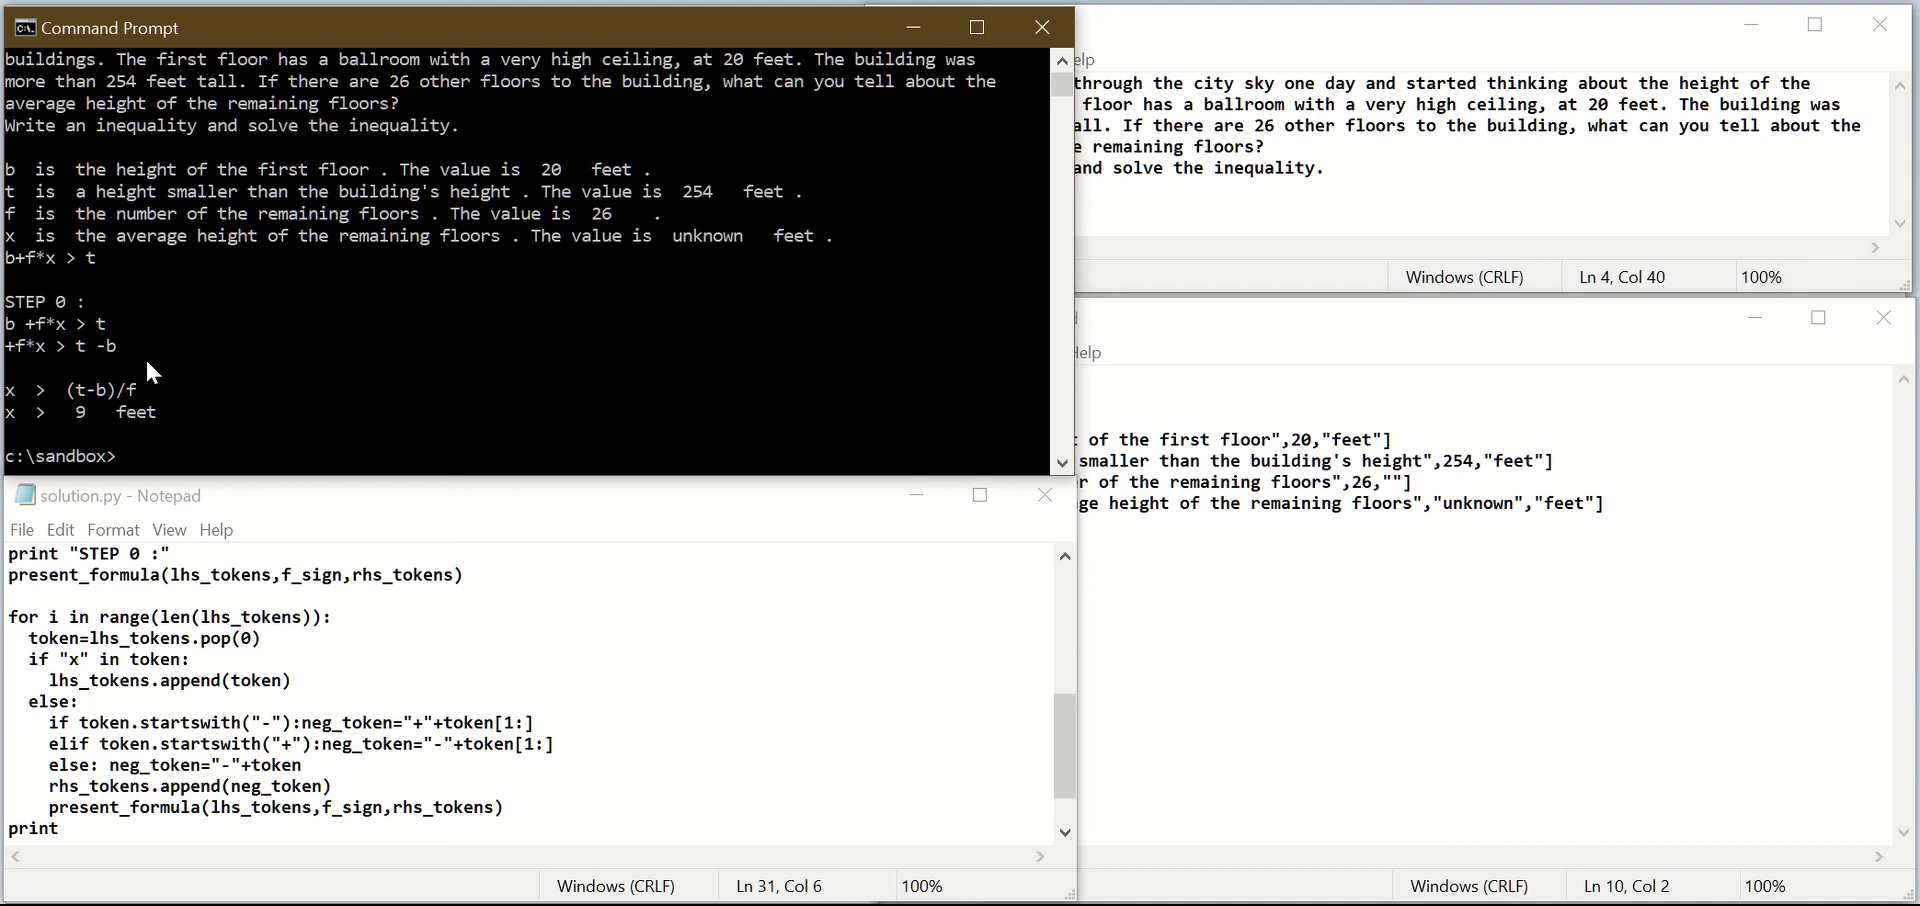 Command Prompt
buildings. The first floor has a ballroom with a very high ceiling, at 20 feet. The building was
more than 254 feet tall. If there are 26 other floors to the building, what can you tell about the
average height of the remaining floors?
Write an inequality and solve the inequality.
b  is  the height of the first floor . The value is  20   feet .
t  is  a height smaller than the building's height . The value is  254   feet .
f  is  the number of the remaining floors . The value is  26    .
x  is  the average height of the remaining floors . The value is  unknown   feet .
b+f*x > t
STEP 0 :
b +f*x > t
+f*x > t -b
x  >  (t-b)/f
x  >   9   feet
c:\sandbox>
elp
through the city sky one day and started thinking about the height of the
floor has a ballroom with a very high ceiling, at 20 feet. The building was
all. If there are 26 other floors to the building, what can you tell about the
e remaining floors?
and solve the inequality.
Windows (CRLF) Ln 4, Col 40 100%
d
Help
t of the first floor",20,"feet"]
smaller than the building's height",254,"feet"]
r of the remaining floors",26,""]
ge height of the remaining floors","unknown","feet"]
Windows (CRLF) Ln 10, Col 2 100%
solution.py - Notepad
File Edit Format View Help
print "STEP 0 :"
present_formula(lhs_tokens,f_sign,rhs_tokens)
for i in range(len(lhs_tokens)):
  token=lhs_tokens.pop(0)
  if "x" in token:
    lhs_tokens.append(token)
  else:
    if token.startswith("-"):neg_token="+"+token[1:]
    elif token.startswith("+"):neg_token="-"+token[1:]
    else: neg_token="-"+token
    rhs_tokens.append(neg_token)
    present_formula(lhs_tokens,f_sign,rhs_tokens)
print
Windows (CRLF) Ln 31, Col 6 100%